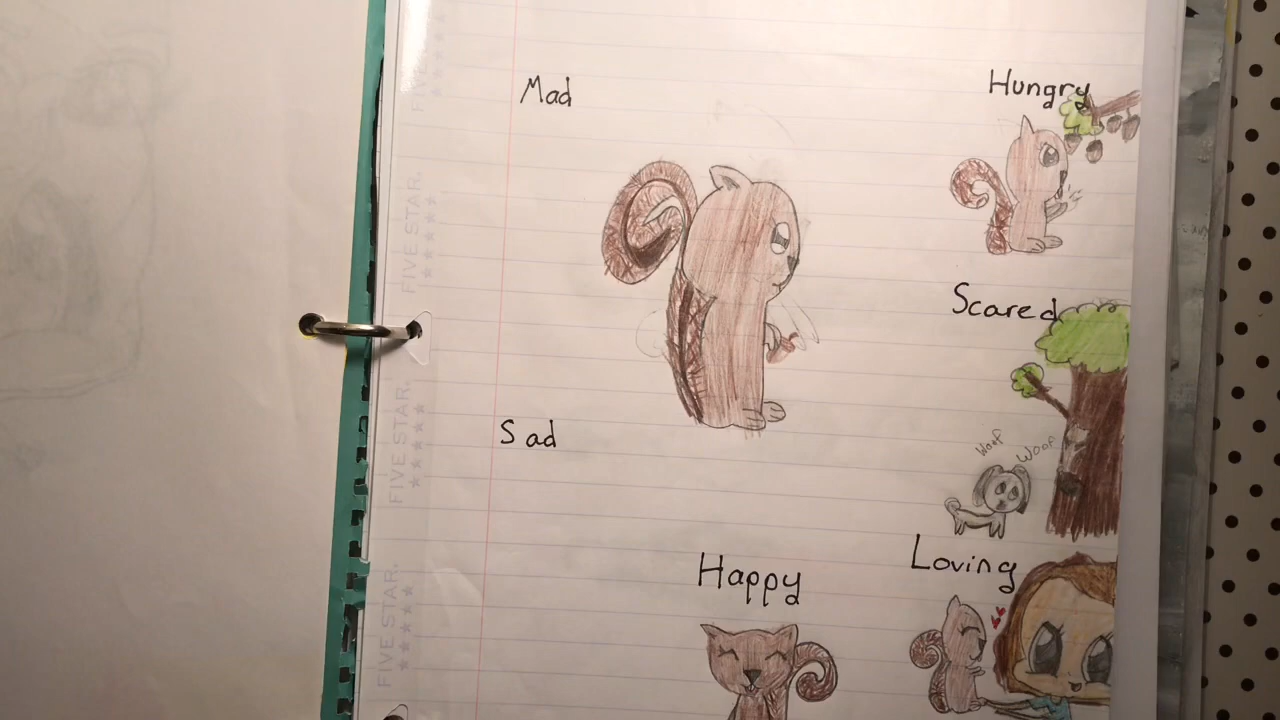 Mad
Hungry
Scared
Sad
Woof
Woof
Happy
Loving
FIVE STAR.
FIVE STAR.
FIVE STAR.
FIVE STAR